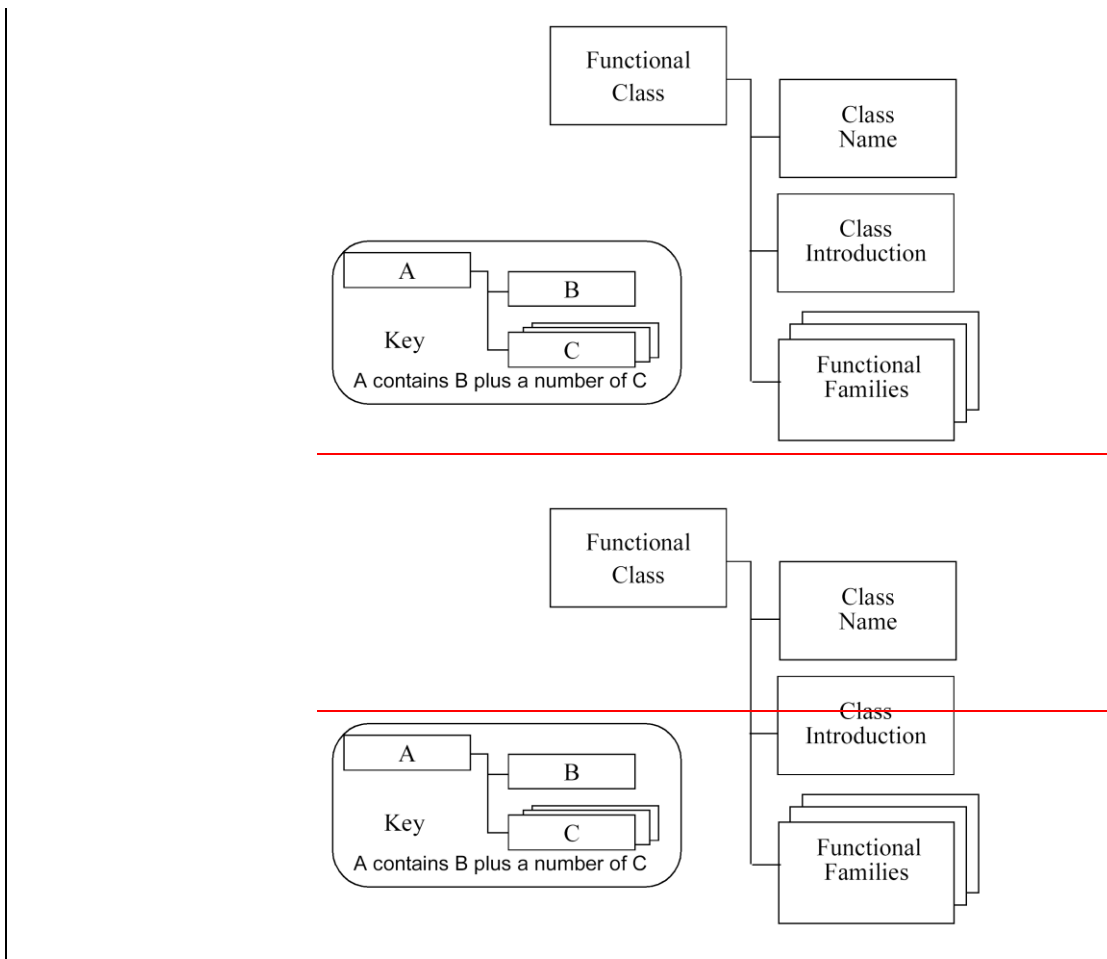 Functional
Class
Class
Name
Class
Introduction
Functional
Families
A
B
Key
C
A contains B plus a number of C
Functional
Class
Class
Name
Class
Introduction
Functional
Families
A
B
Key
C
A contains B plus a number of C